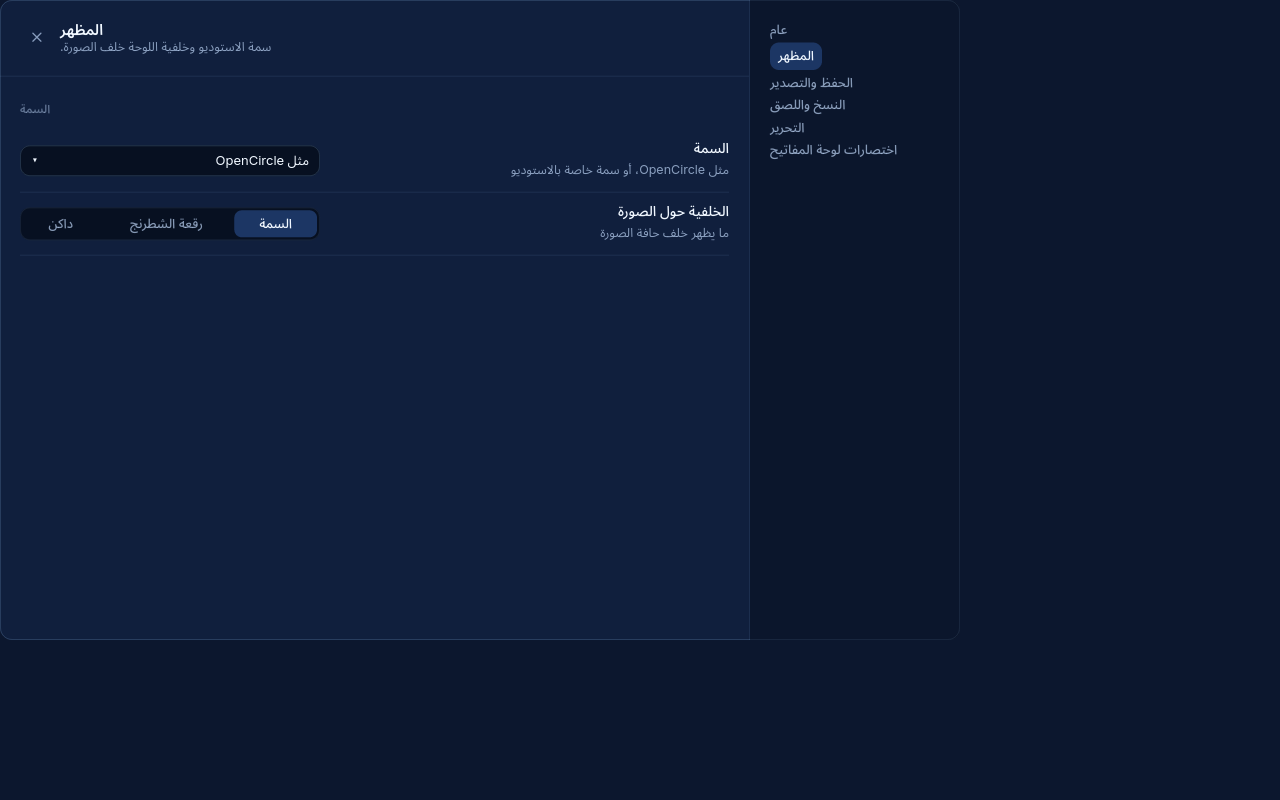 عام
المظهر
الحفظ والتصدير
النسخ واللصق
التحرير
اختصارات لوحة المفاتيح
المظهر
سمة الاستوديو وخلفية اللوحة خلف الصورة.
السمة
السمة
مثل OpenCircle، أو سمة خاصة بالاستوديو
مثل OpenCircle
الخلفية حول الصورة
ما يظهر خلف حافة الصورة
السمة رقعة الشطرنج داكن